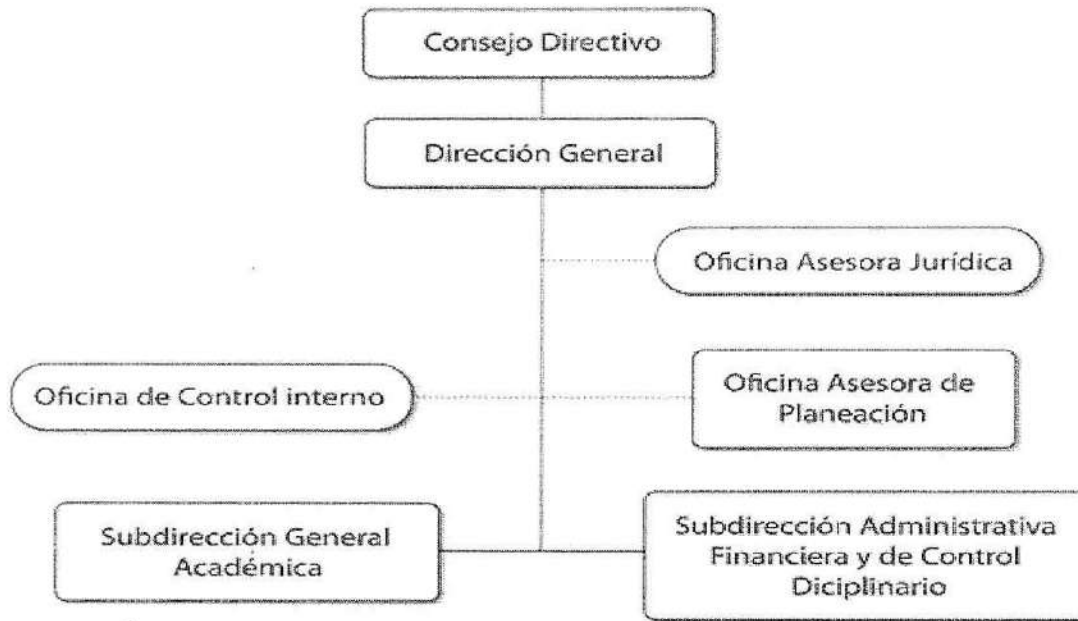 Consejo Directivo
Dirección General
Oficina Asesora Jurídica
Oficina de Control interno
Oficina Asesora de
Planeación
Subdirección General
Académica
Subdirección Administrativa
Financiera y de Control
Diciplinario